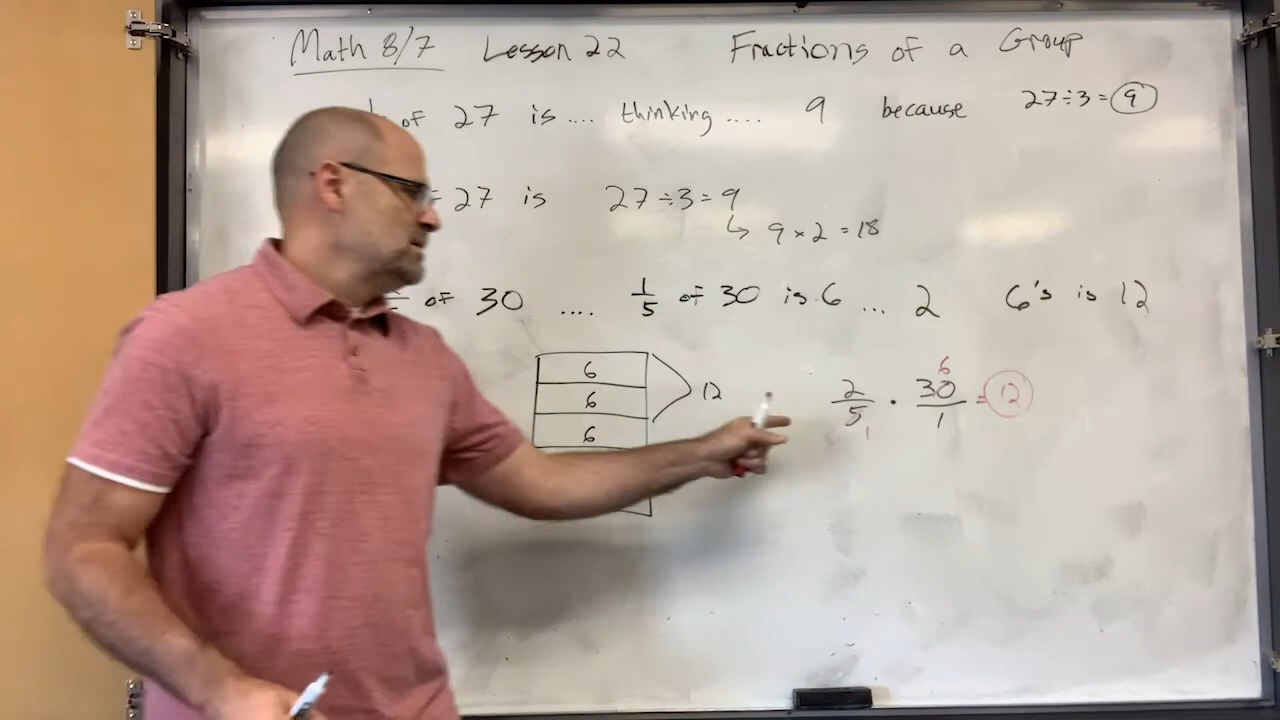 Math 8/7 Lesson 22 Fractions of a Group
of 27 is .... thinking .... 9 because 27÷3=9
27 is 27÷3=9
↳ 9×2=18
of 30 .... 1/5 of 30 is 6 ... 2 6's is 12
6
6 12
6
2/5 · 30/1 = 12
6
1